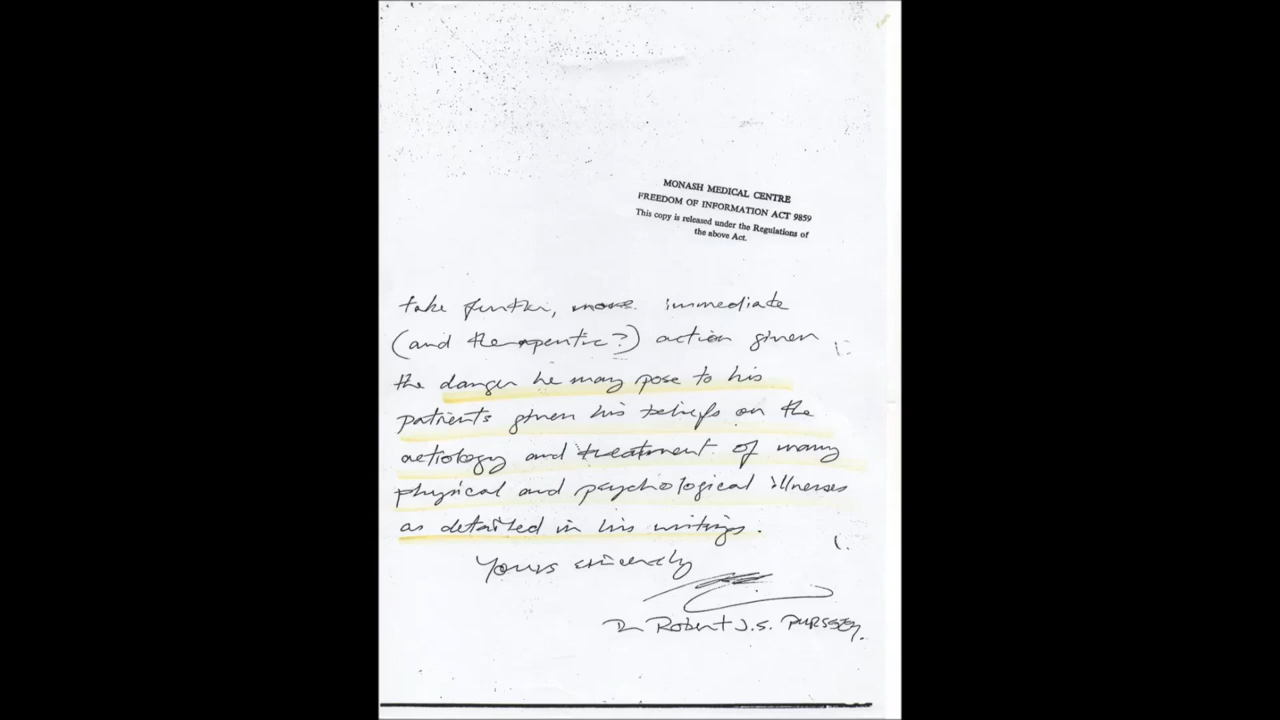 MONASH MEDICAL CENTRE
FREEDOM OF INFORMATION ACT 9859
This copy is released under the Regulations of
the above Act.
take further, more immediate
(and therapeutic?) action given
the danger he may pose to his
patients given his beliefs on the
aetiology and treatment of many
physical and psychological illnesses
as detailed in his writings.
Yours sincerely
Dr Robert J.S. PURSSEY.